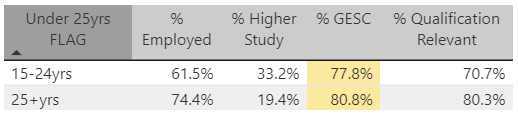 Under 25yrs FLAG % Employed % Higher Study % GESC % Qualification Relevant
15-24yrs 61.5% 33.2% 77.8% 70.7%
25+yrs 74.4% 19.4% 80.8% 80.3%